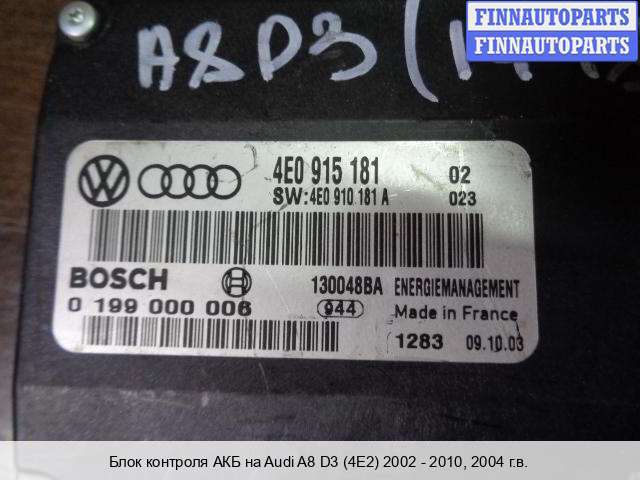 FINNAUTOPARTS
FINNAUTOPARTS
A8D3
4E0 915 181 02
SW:4E0 910 181 A 023
BOSCH 130048BA ENERGIEMANAGEMENT
0 199 000 006 944 Made in France
1283 09.10.03
Блок контроля АКБ на Audi A8 D3 (4E2) 2002 - 2010, 2004 г.в.